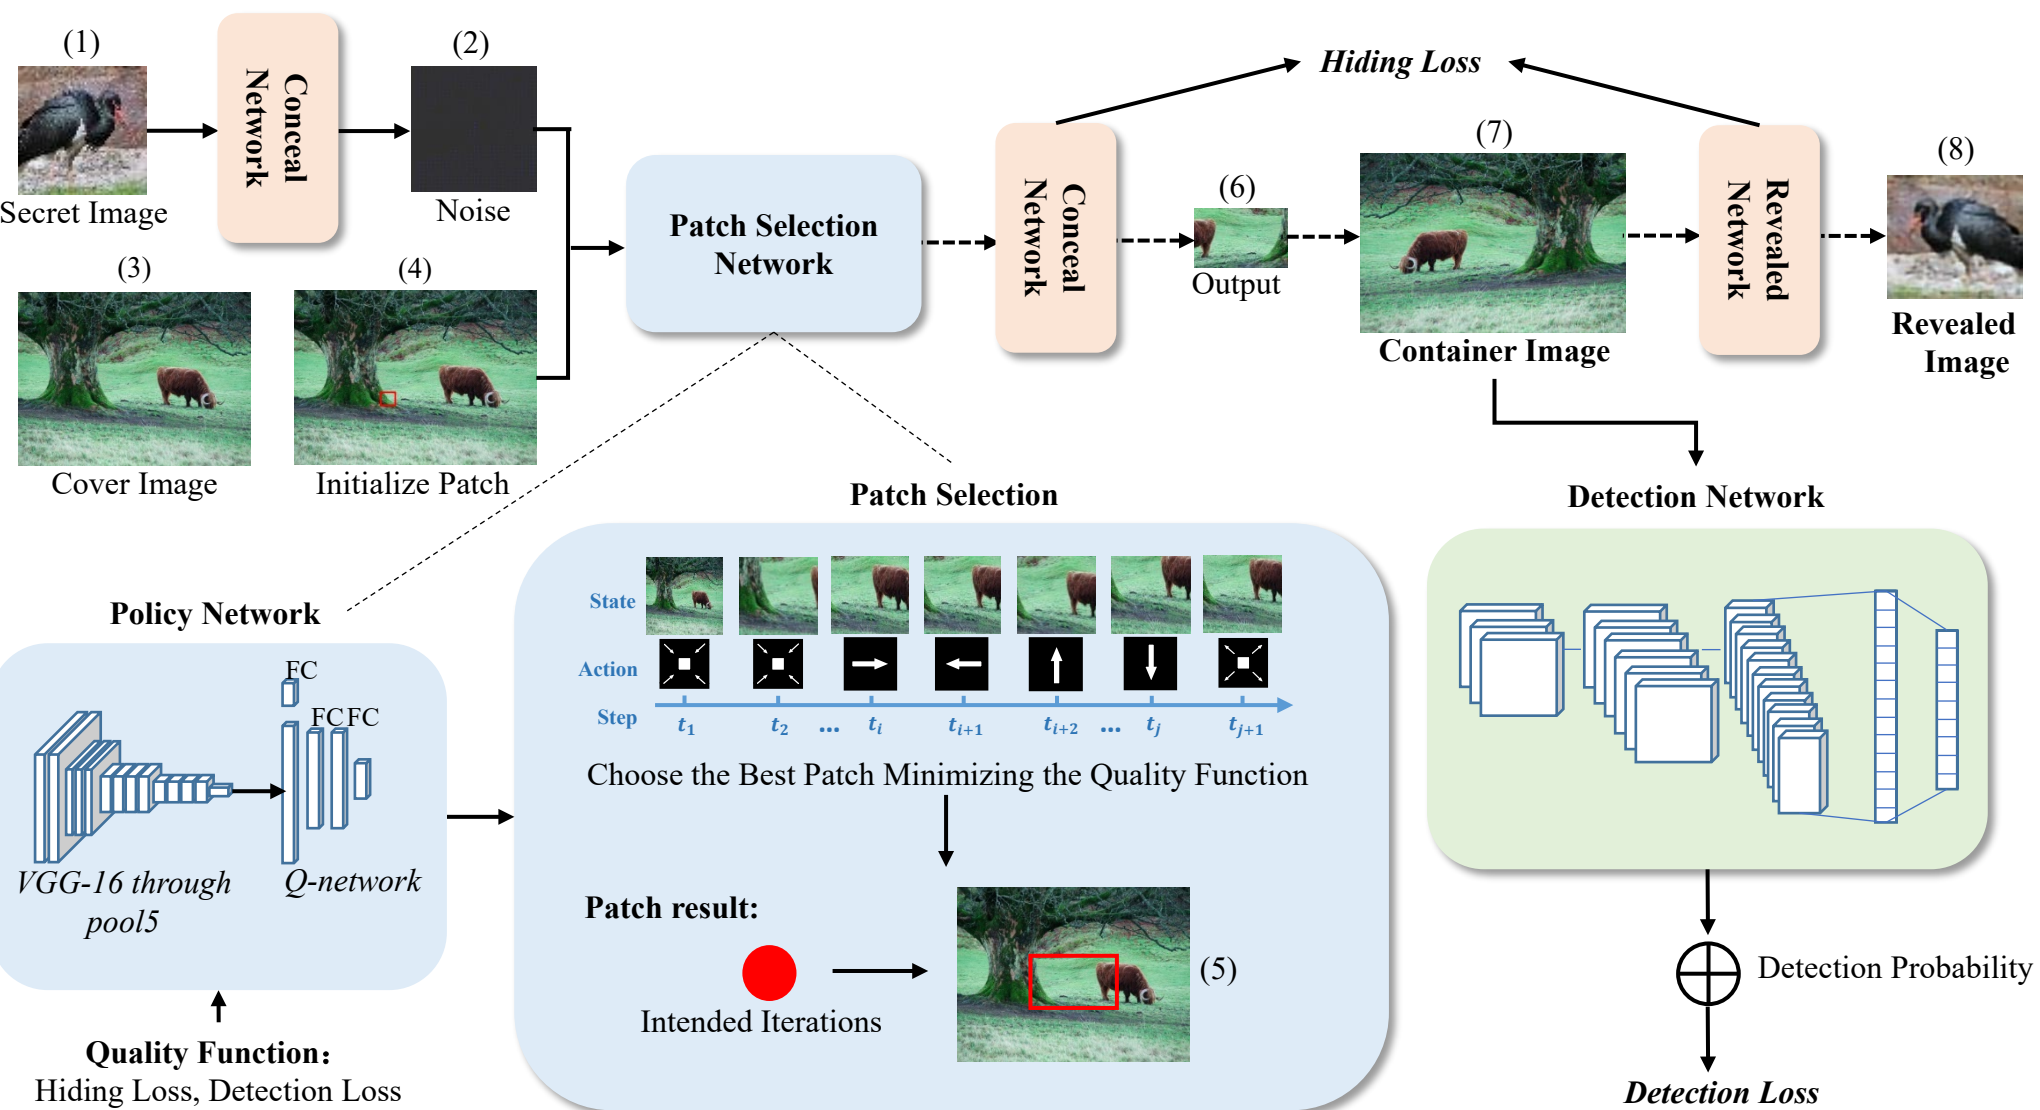 (1)
Secret Image
Conceal
Network
(2)
Noise
(3)
Cover Image
(4)
Initialize Patch
Patch Selection
Network
Conceal
Network
Hiding Loss
(6)
Output
(7)
Container Image
Revealed
Network
(8)
Revealed
Image
Policy Network
FC
FC FC
VGG-16 through
pool5
Q-network
Quality Function：
Hiding Loss, Detection Loss
Patch Selection
State
Action
Step
t₁ t₂ ... tᵢ tᵢ₊₁ tᵢ₊₂ ... tⱼ tⱼ₊₁
Choose the Best Patch Minimizing the Quality Function
Patch result:
Intended Iterations
(5)
Detection Network
Detection Probability
Detection Loss